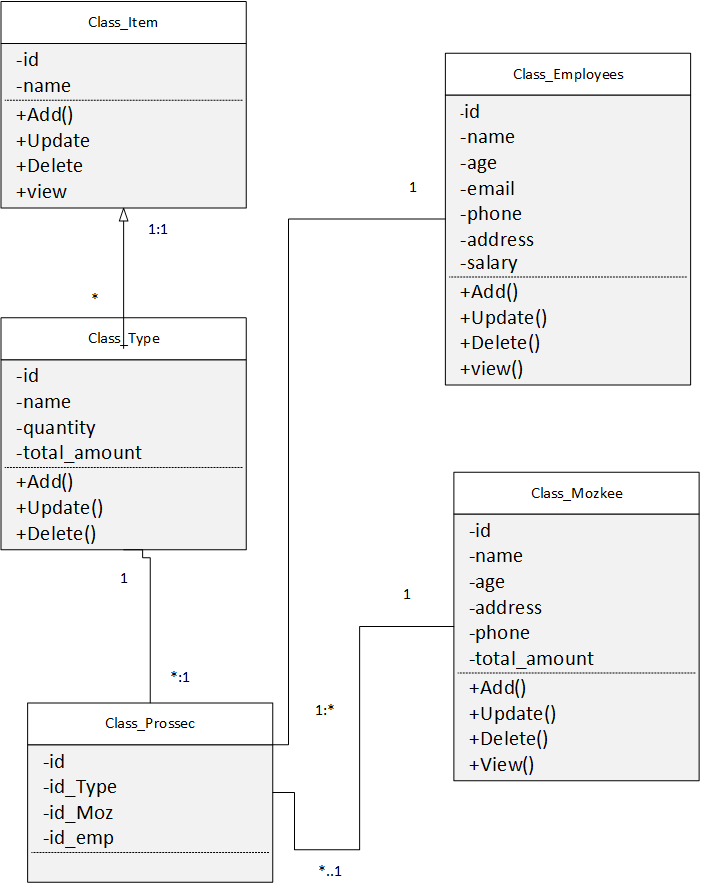 Class_Item
-id
-name
+Add()
+Update
+Delete
+view
1:1
*
Class_Type
-id
-name
-quantity
-total_amount
+Add()
+Update()
+Delete()
1
*:1
Class_Prossec
-id
-id_Type
-id_Moz
-id_emp
Class_Employees
-id
-name
-age
-email
-phone
-address
-salary
+Add()
+Update()
+Delete()
+view()
1
1:*
Class_Mozkee
-id
-name
-age
-address
-phone
-total_amount
+Add()
+Update()
+Delete()
+View()
1
*..1